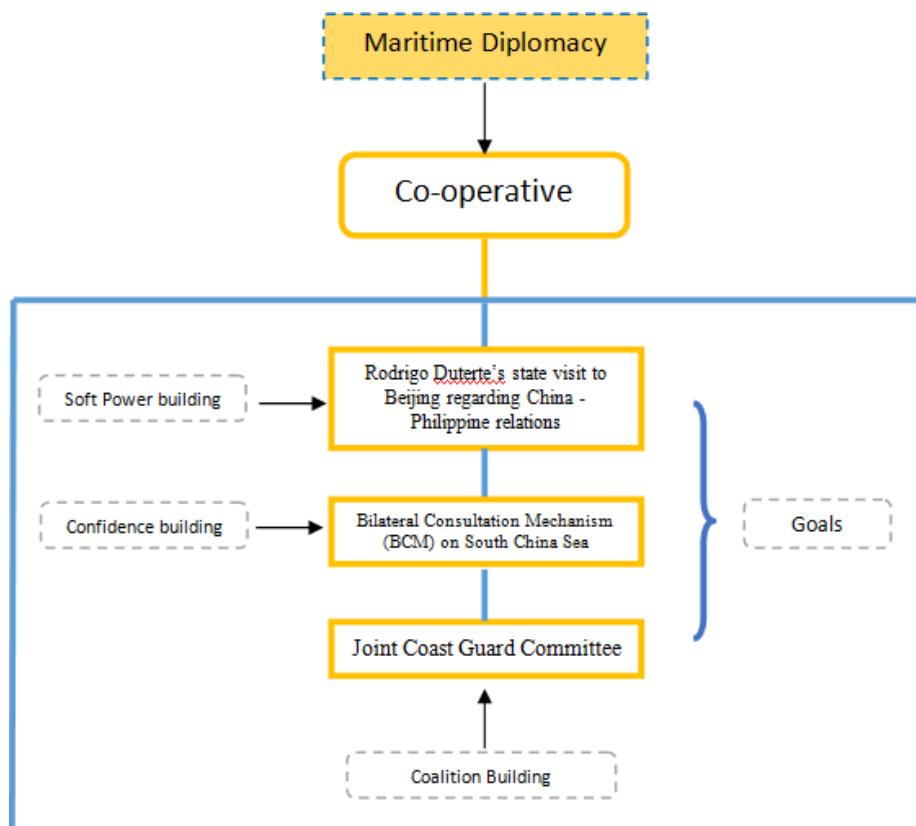 Maritime Diplomacy
Co-operative
Soft Power building
Rodrigo Duterte’s state visit to
Beijing regarding China -
Philippine relations
Confidence building
Bilateral Consultation Mechanism
(BCM) on South China Sea
Goals
Joint Coast Guard Committee
Coalition Building